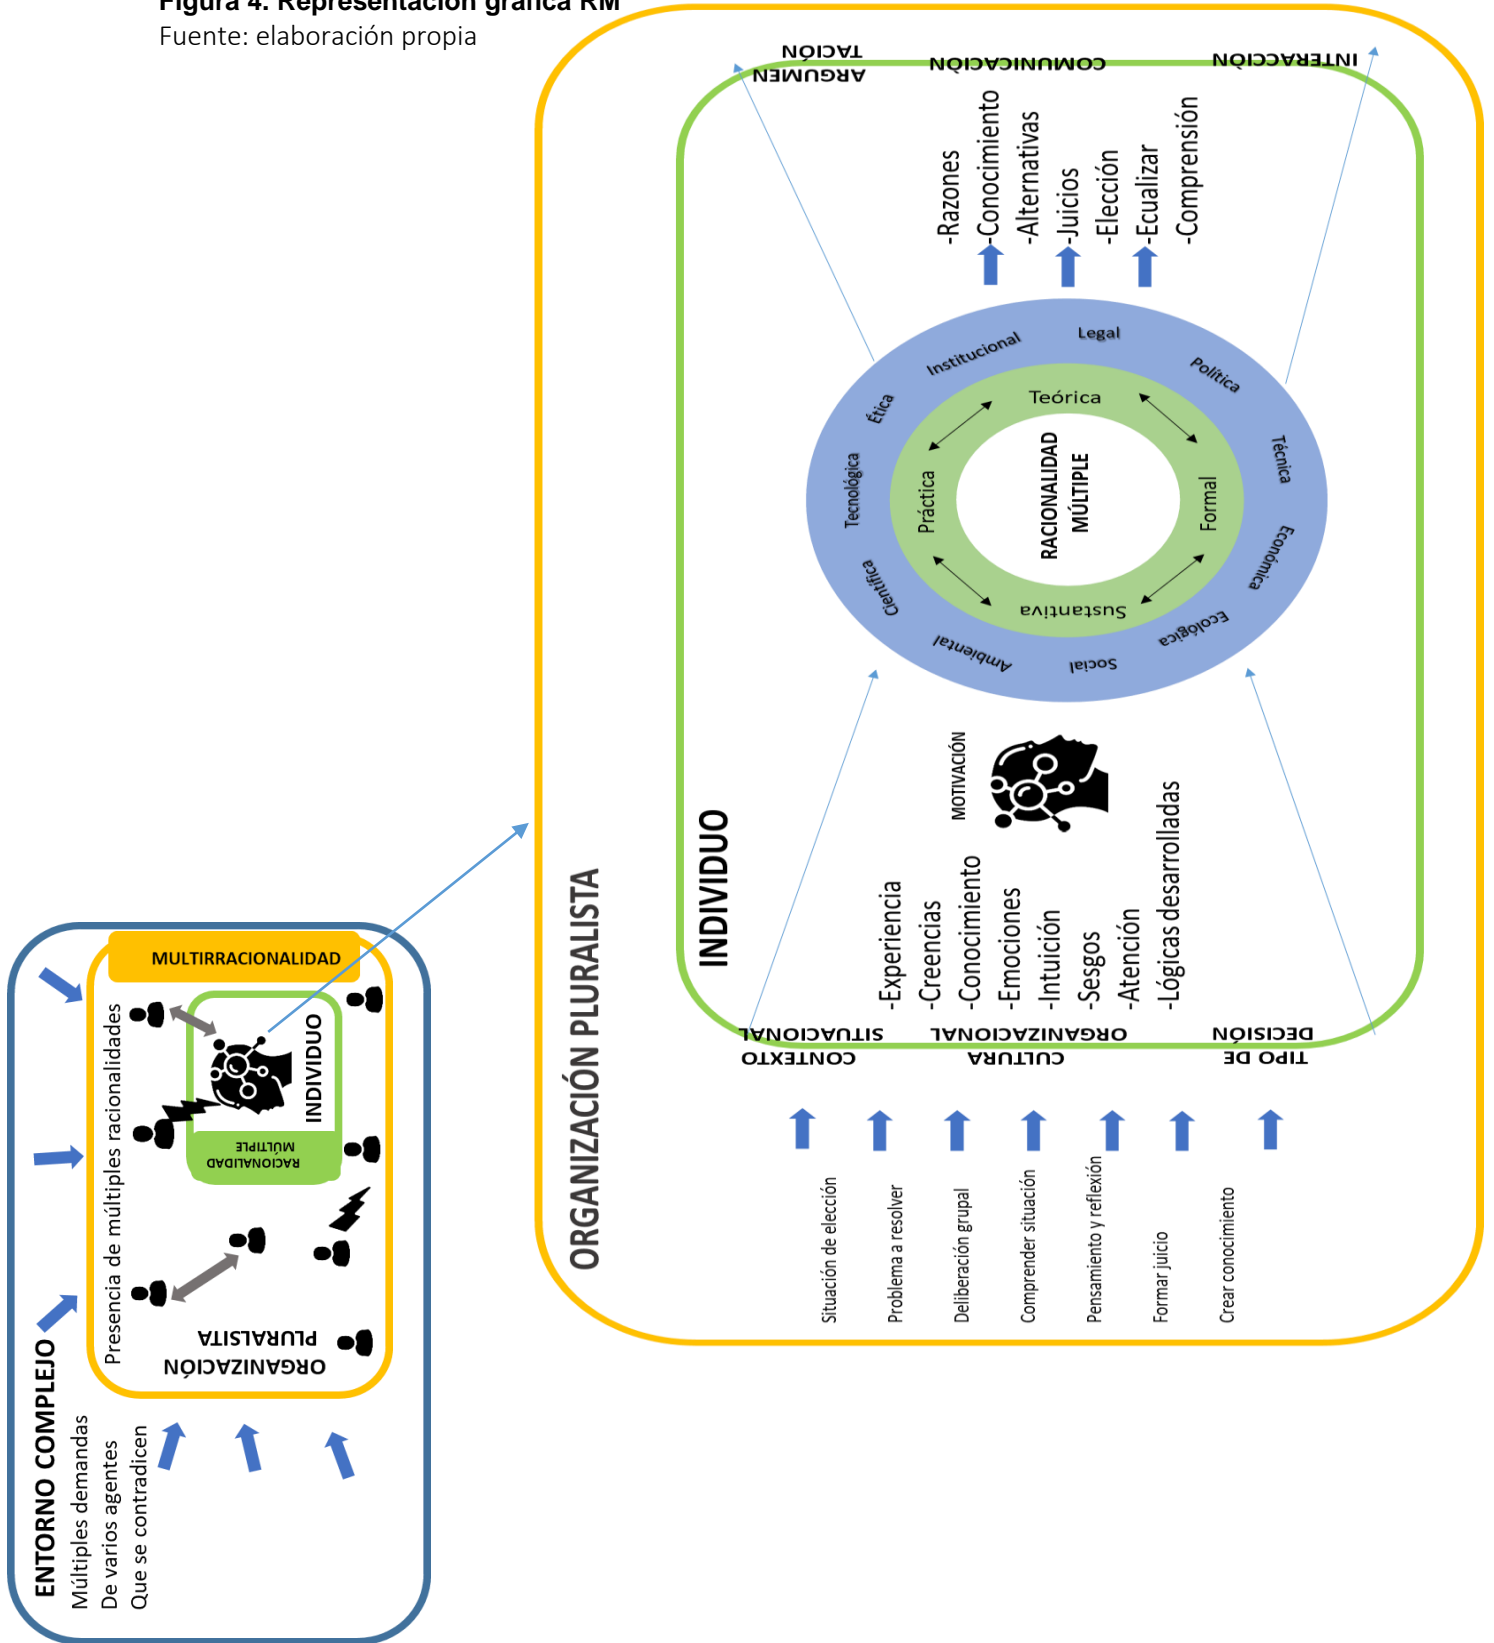 Figura 4. Representación gráfica RM
Fuente: elaboración propia
ENTORNO COMPLEJO
Múltiples demandas
De varios agentes
Que se contradicen
ORGANIZACIÓN
PLURALSITA
Presencia de múltiples racionalidades
MULTIRRACIONALIDAD
RACIONALIDAD
MÚLTIPLE
INDIVIDUO
ORGANIZACIÓN PLURALISTA
Situación de elección
Problema a resolver
Deliberación grupal
Comprender situación
Pensamiento y reflexión
Formar juicio
Crear conocimiento
CONTEXTO
SITUACIONAL
CULTURA
ORGANIZACIONAL
TIPO DE
DECISIÓN
INDIVIDUO
-Experiencia
-Creencias
-Conocimiento
-Emociones
-Intuición
-Sesgos
-Atención
-Lógicas desarrolladas
MOTIVACIÓN
RACIONALIDAD
MÚLTIPLE
Práctica
Teórica
Formal
Sustantiva
Tecnológica
Ética
Institucional
Legal
Política
Técnica
Económica
Ecológica
Social
Ambiental
Científica
-Razones
-Conocimiento
-Alternativas
-Juicios
-Elección
-Ecualizar
-Comprensión
ARGUMEN
TACIÓN
COMUNICACIÓN
INTERACCIÓN